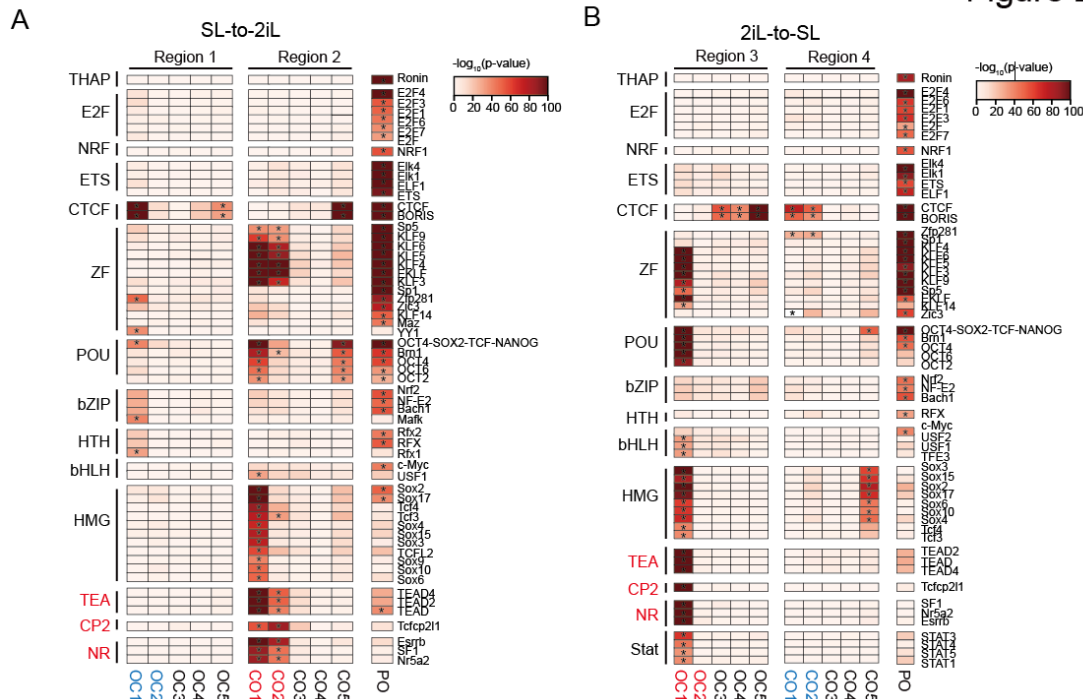 Figure
A
SL-to-2iL
Region 1
Region 2
-log10(p-value)
0 20 40 60 80 100
THAP
Ronin
E2F
E2F4
E2F3
E2F1
E2F6
E2F7
E2F
NRF
NRF1
ETS
Elk4
Elk1
ELF1
ETS
CTCF
CTCF
BORIS
ZF
Sp5
KLF9
KLF6
KLF5
KLF4
EKLF
KLF3
Sp1
Zfp281
Zic3
KLF14
Maz
YY1
POU
OCT4-SOX2-TCF-NANOG
Brn1
OCT4
OCT6
OCT2
bZIP
Nrf2
NF-E2
Bach1
Mafk
HTH
Rfx2
RFX
Rfx1
bHLH
c-Myc
USF1
HMG
Sox2
Sox17
Tcf4
Tcf3
Sox4
Sox15
Sox3
TCFL2
Sox9
Sox10
Sox6
TEA
TEAD4
TEAD2
TEAD
CP2
Tcfcp2l1
NR
Esrrb
SF1
Nr5a2
OC1 OC2 OC3 OC4 OC5 CO1 CO2 CO3 CO4 CO5 PO
B
2iL-to-SL
Region 3
Region 4
-log10(p-value)
0 20 40 60 80 100
THAP
Ronin
E2F
E2F4
E2F6
E2F1
E2F3
E2F
E2F7
NRF
NRF1
ETS
Elk4
Elk1
ETS
ELF1
CTCF
CTCF
BORIS
ZF
Zfp281
Sp1
KLF4
KLF6
KLF5
KLF3
KLF9
Sp5
EKLF
KLF14
Zic3
POU
OCT4-SOX2-TCF-NANOG
Brn1
OCT4
OCT6
OCT2
bZIP
Nrf2
NF-E2
Bach1
HTH
RFX
bHLH
c-Myc
USF2
USF1
TFE3
HMG
Sox3
Sox15
Sox2
Sox17
Sox6
Sox10
Sox4
Tcf4
Tcf3
TEA
TEAD2
TEAD
TEAD4
CP2
Tcfcp2l1
NR
SF1
Nr5a2
Esrrb
Stat
STAT3
STAT4
STAT5
STAT1
OC1 OC2 OC3 OC4 OC5 CO1 CO2 CO3 CO4 CO5 PO